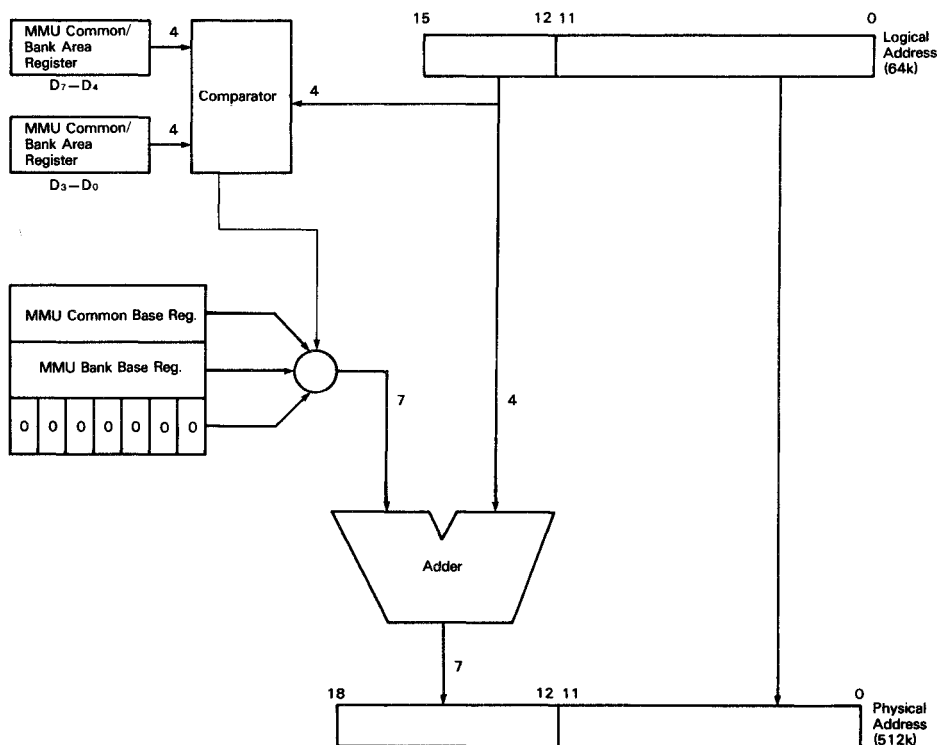 15
12 11
0
Logical
Address
(64k)
MMU Common/
Bank Area
Register
4
D7—D4
Comparator
4
MMU Common/
Bank Area
Register
4
D3—D0
MMU Common Base Reg.
MMU Bank Base Reg.
0 0 0 0 0 0 0
7
4
Adder
7
18
12 11
0
Physical
Address
(512k)